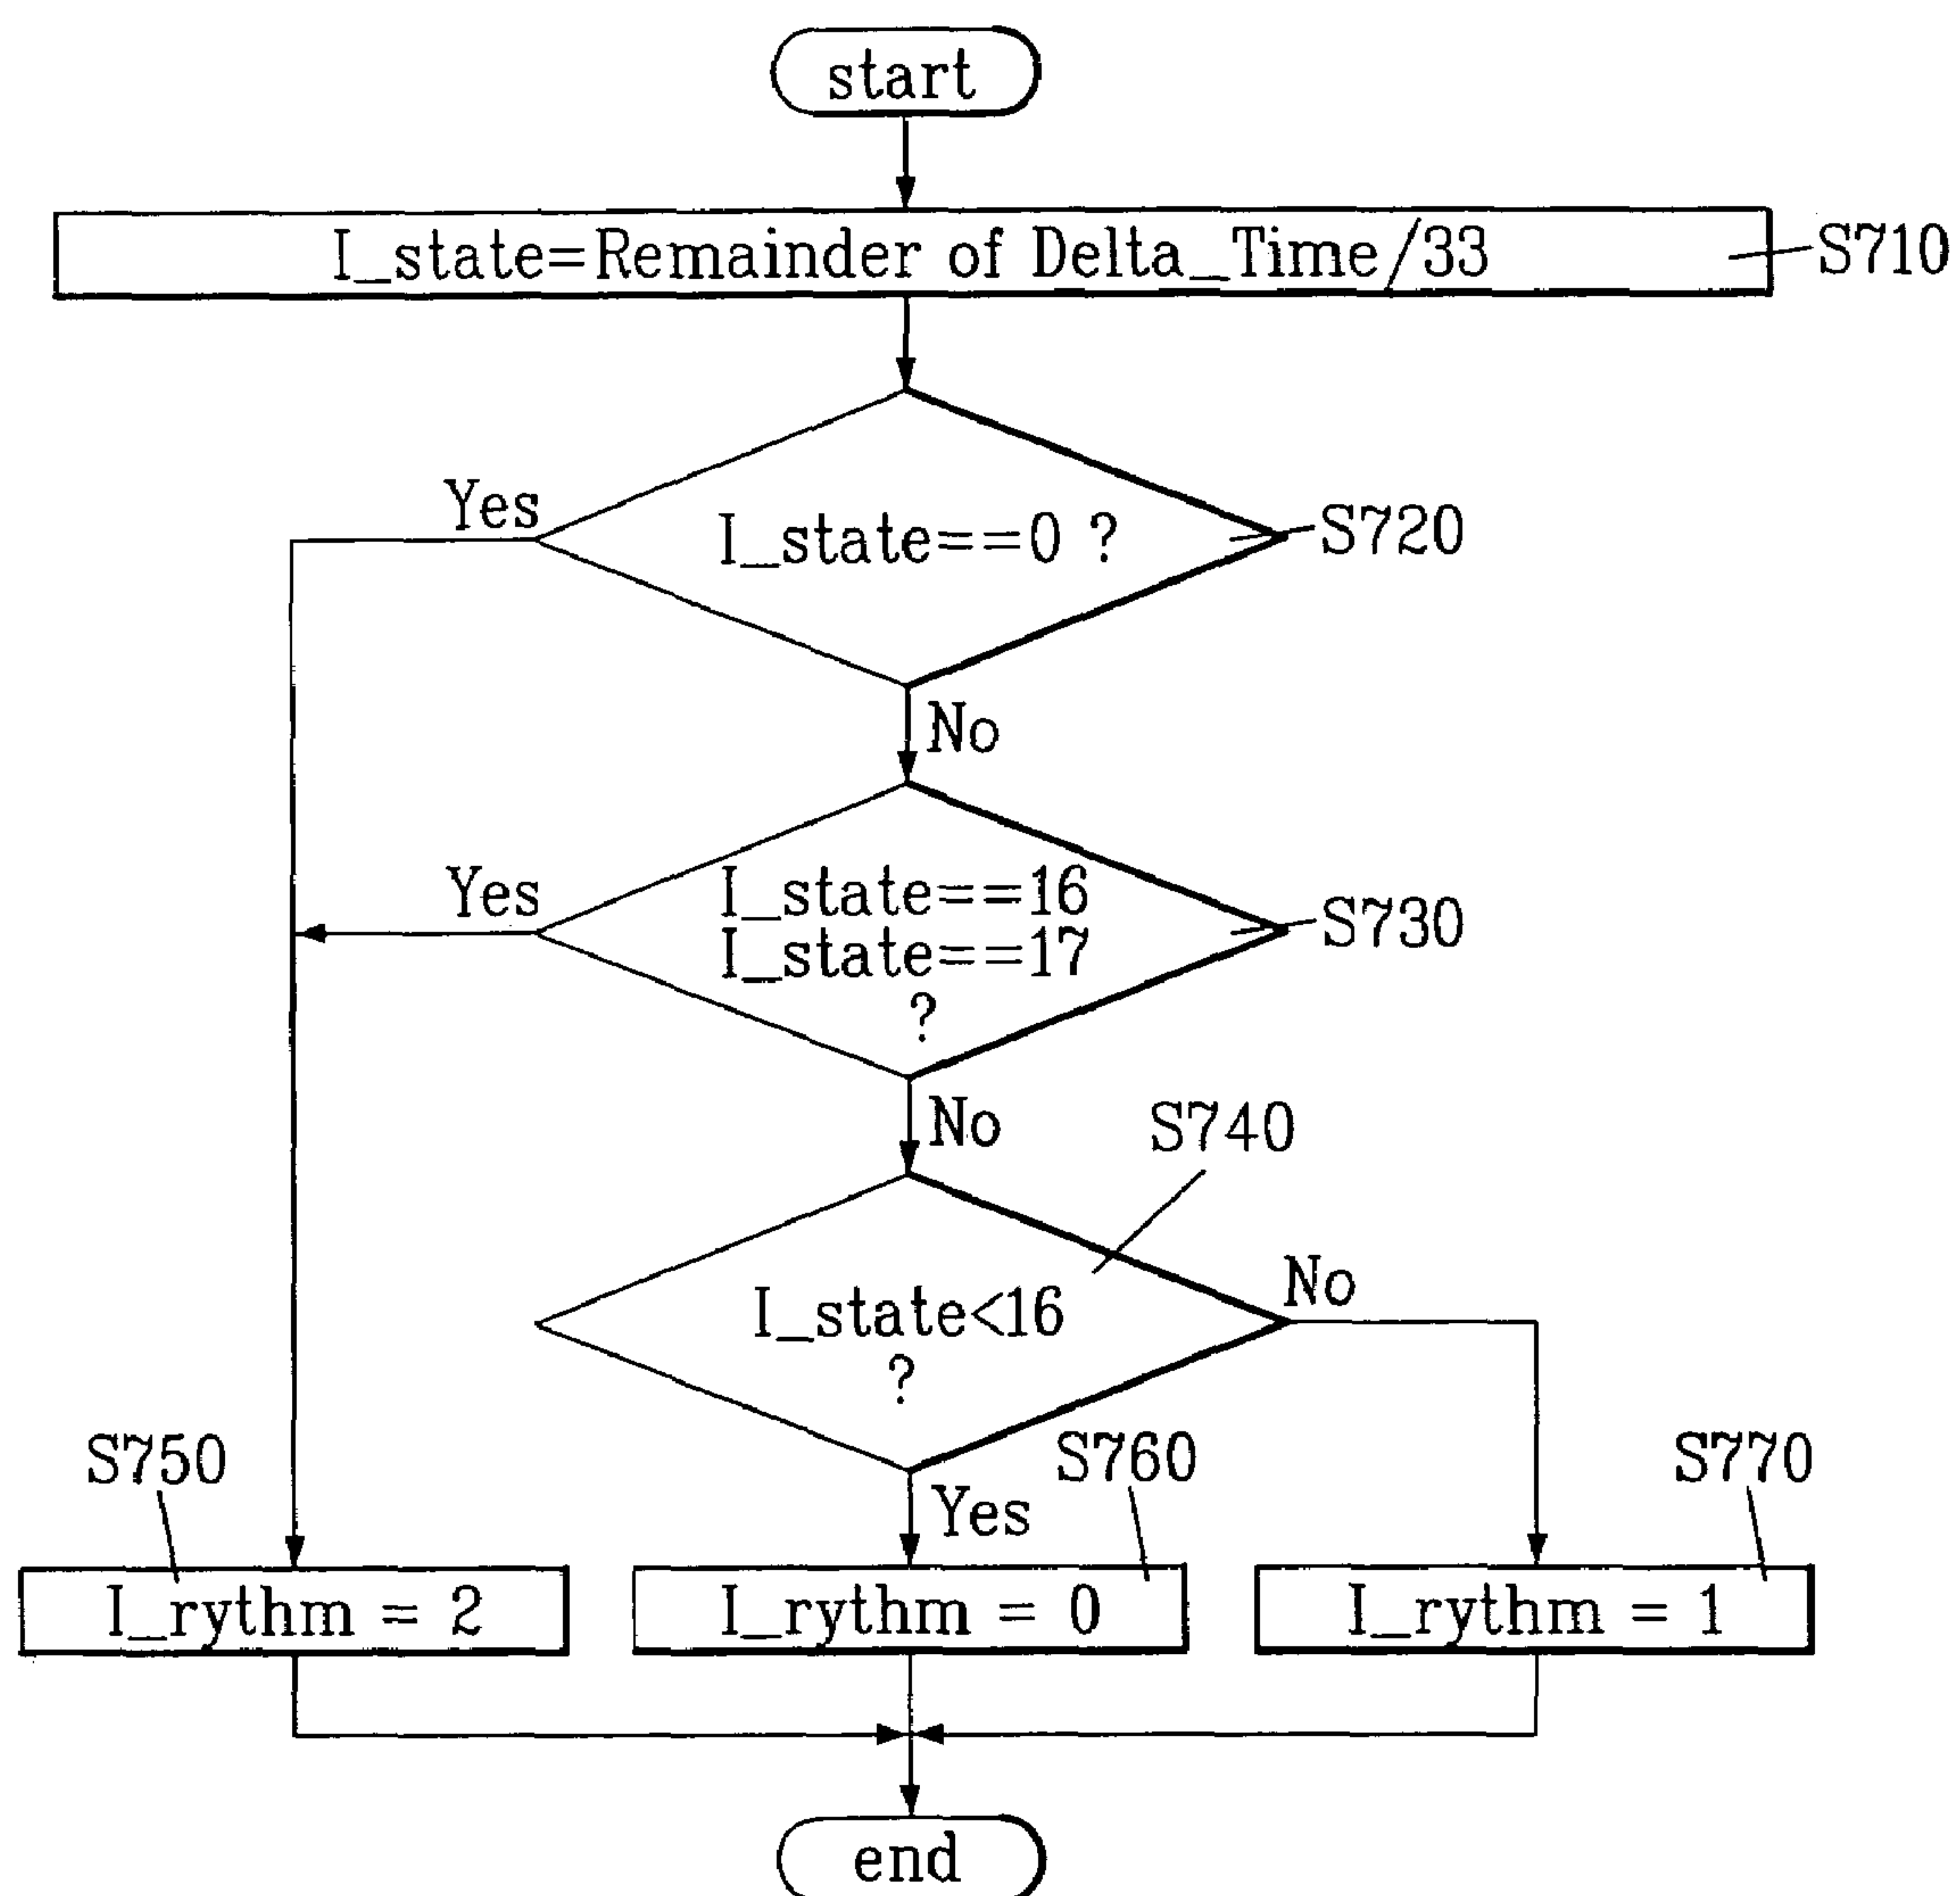 start
I_state=Remainder of Delta_Time/33
S710
Yes
I_state==0 ?
S720
No
Yes
I_state==16
I_state==17
?
S730
No
S740
I_state<16
?
No
S750
Yes
S760
S770
I_rythm = 2
I_rythm = 0
I_rythm = 1
end